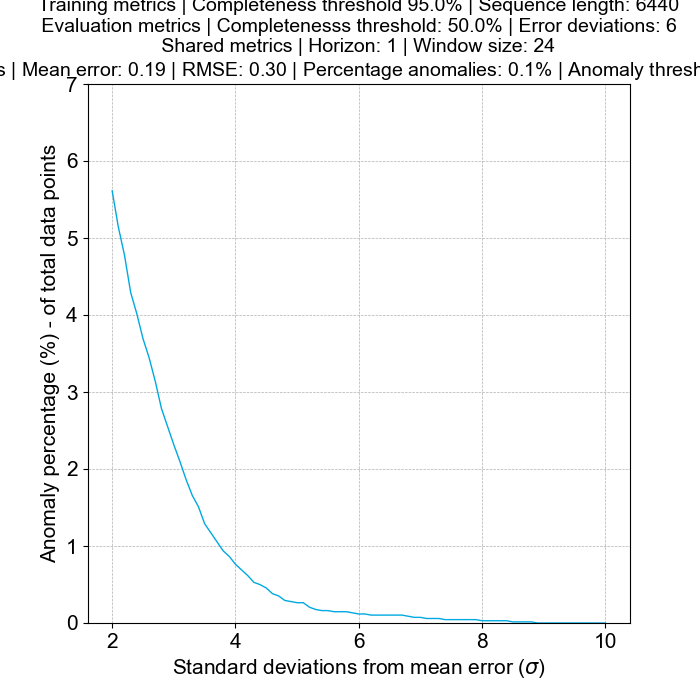 Training metrics | Completeness threshold 95.0% | Sequence length: 6440
Evaluation metrics | Completenesss threshold: 50.0% | Error deviations: 6
Shared metrics | Horizon: 1 | Window size: 24
s | Mean error: 0.19 | RMSE: 0.30 | Percentage anomalies: 0.1% | Anomaly thresh
7
6
5
4
3
2
1
0
Anomaly percentage (%) - of total data points
2 4 6 8 10
Standard deviations from mean error (σ)